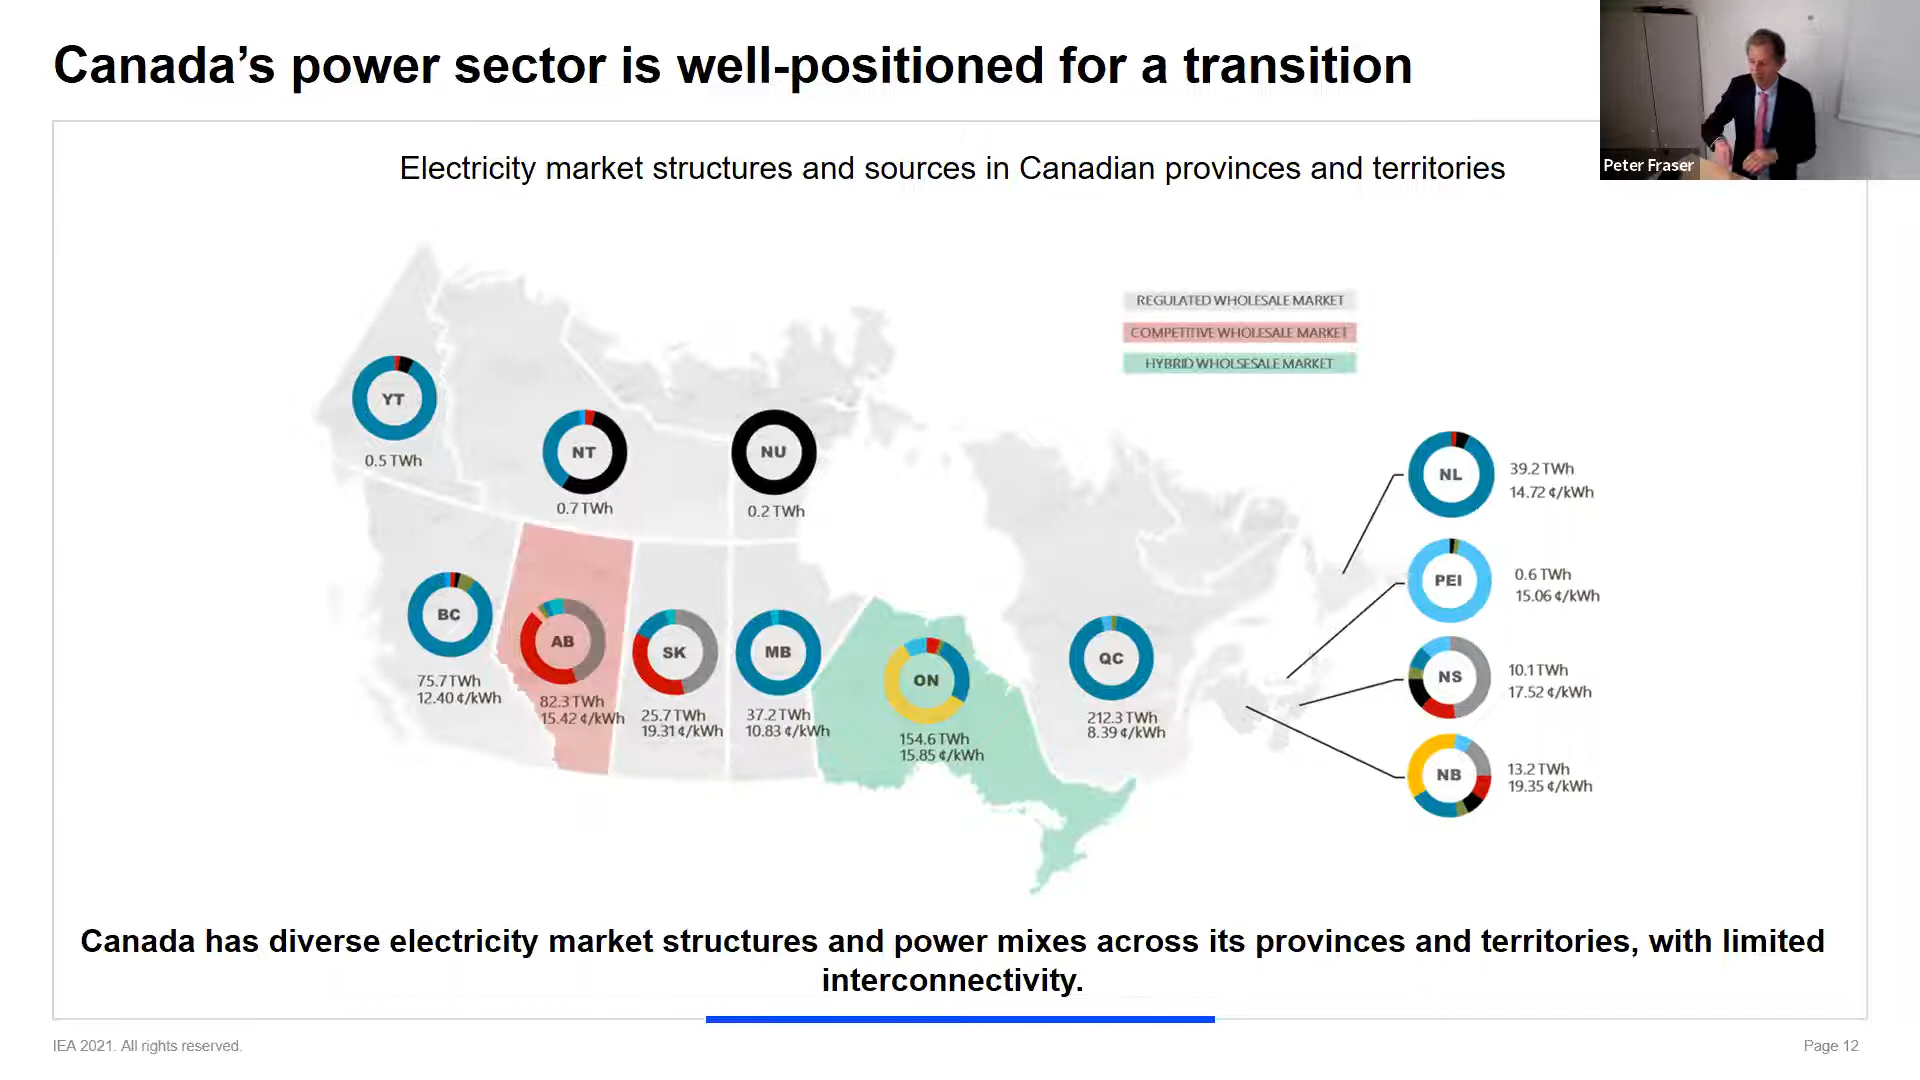 Canada’s power sector is well-positioned for a transition
Peter Fraser
Electricity market structures and sources in Canadian provinces and territories
REGULATED WHOLESALE MARKET
COMPETITIVE WHOLESALE MARKET
HYBRID WHOLSESALE MARKET
YT
0.5 TWh
NT
0.7 TWh
NU
0.2 TWh
BC
75.7 TWh
12.40 ¢/kWh
AB
82.3 TWh
15.42 ¢/kWh
SK
25.7 TWh
19.31 ¢/kWh
MB
37.2 TWh
10.83 ¢/kWh
ON
154.6 TWh
15.85 ¢/kWh
QC
212.3 TWh
8.39 ¢/kWh
NL
39.2 TWh
14.72 ¢/kWh
PEI
0.6 TWh
15.06 ¢/kWh
NS
10.1 TWh
17.52 ¢/kWh
NB
13.2 TWh
19.35 ¢/kWh
Canada has diverse electricity market structures and power mixes across its provinces and territories, with limited
interconnectivity.
IEA 2021. All rights reserved.
Page 12